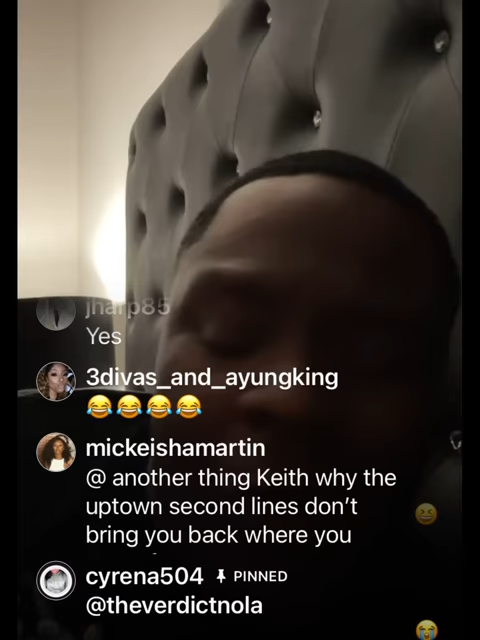 jharp85
Yes
3divas_and_ayungking
😂😂😂😂
mickeishamartin
@ another thing Keith why the
uptown second lines don’t
bring you back where you
cyrena504 PINNED
@theverdictnola